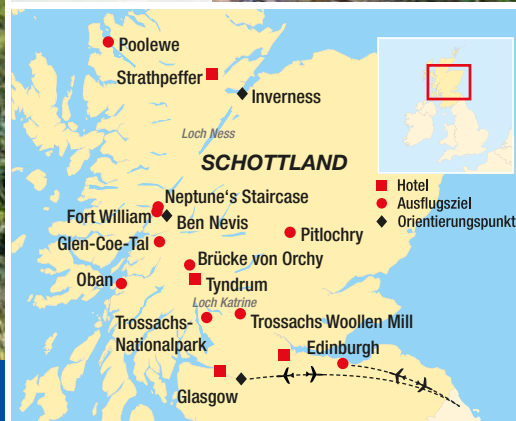 Poolewe
Strathpeffer
Inverness
Loch Ness
SCHOTTLAND
Hotel
Ausflugsziel
Orientierungspunkt
Neptune's Staircase
Fort William
Ben Nevis
Glen-Coe-Tal
Pitlochry
Brücke von Orchy
Oban
Tyndrum
Loch Katrine
Trossachs-
Nationalpark
Trossachs Woollen Mill
Edinburgh
Glasgow